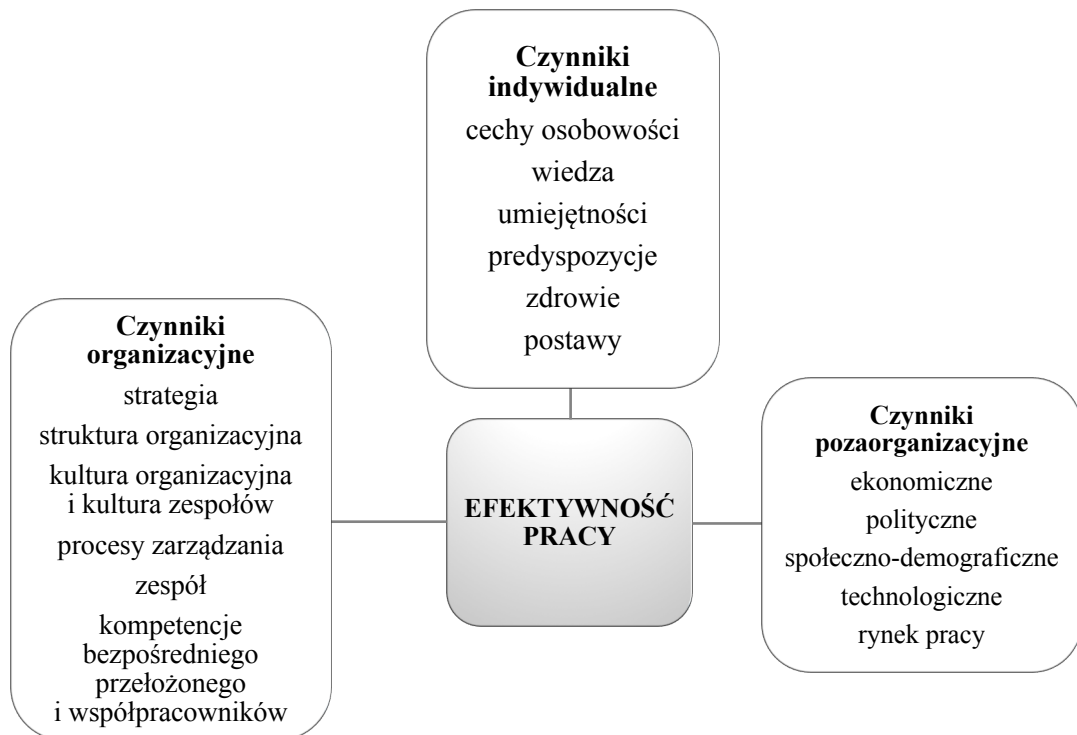 Czynniki
indywidualne
cechy osobowości
wiedza
umiejętności
predyspozycje
zdrowie
postawy
Czynniki
organizacyjne
strategia
struktura organizacyjna
kultura organizacyjna
i kultura zespołów
procesy zarządzania
zespół
kompetencje
bezpośredniego
przełożonego
i współpracowników
EFEKTYWNOŚĆ
PRACY
Czynniki
pozaorganizacyjne
ekonomiczne
polityczne
społeczno-demograficzne
technologiczne
rynek pracy